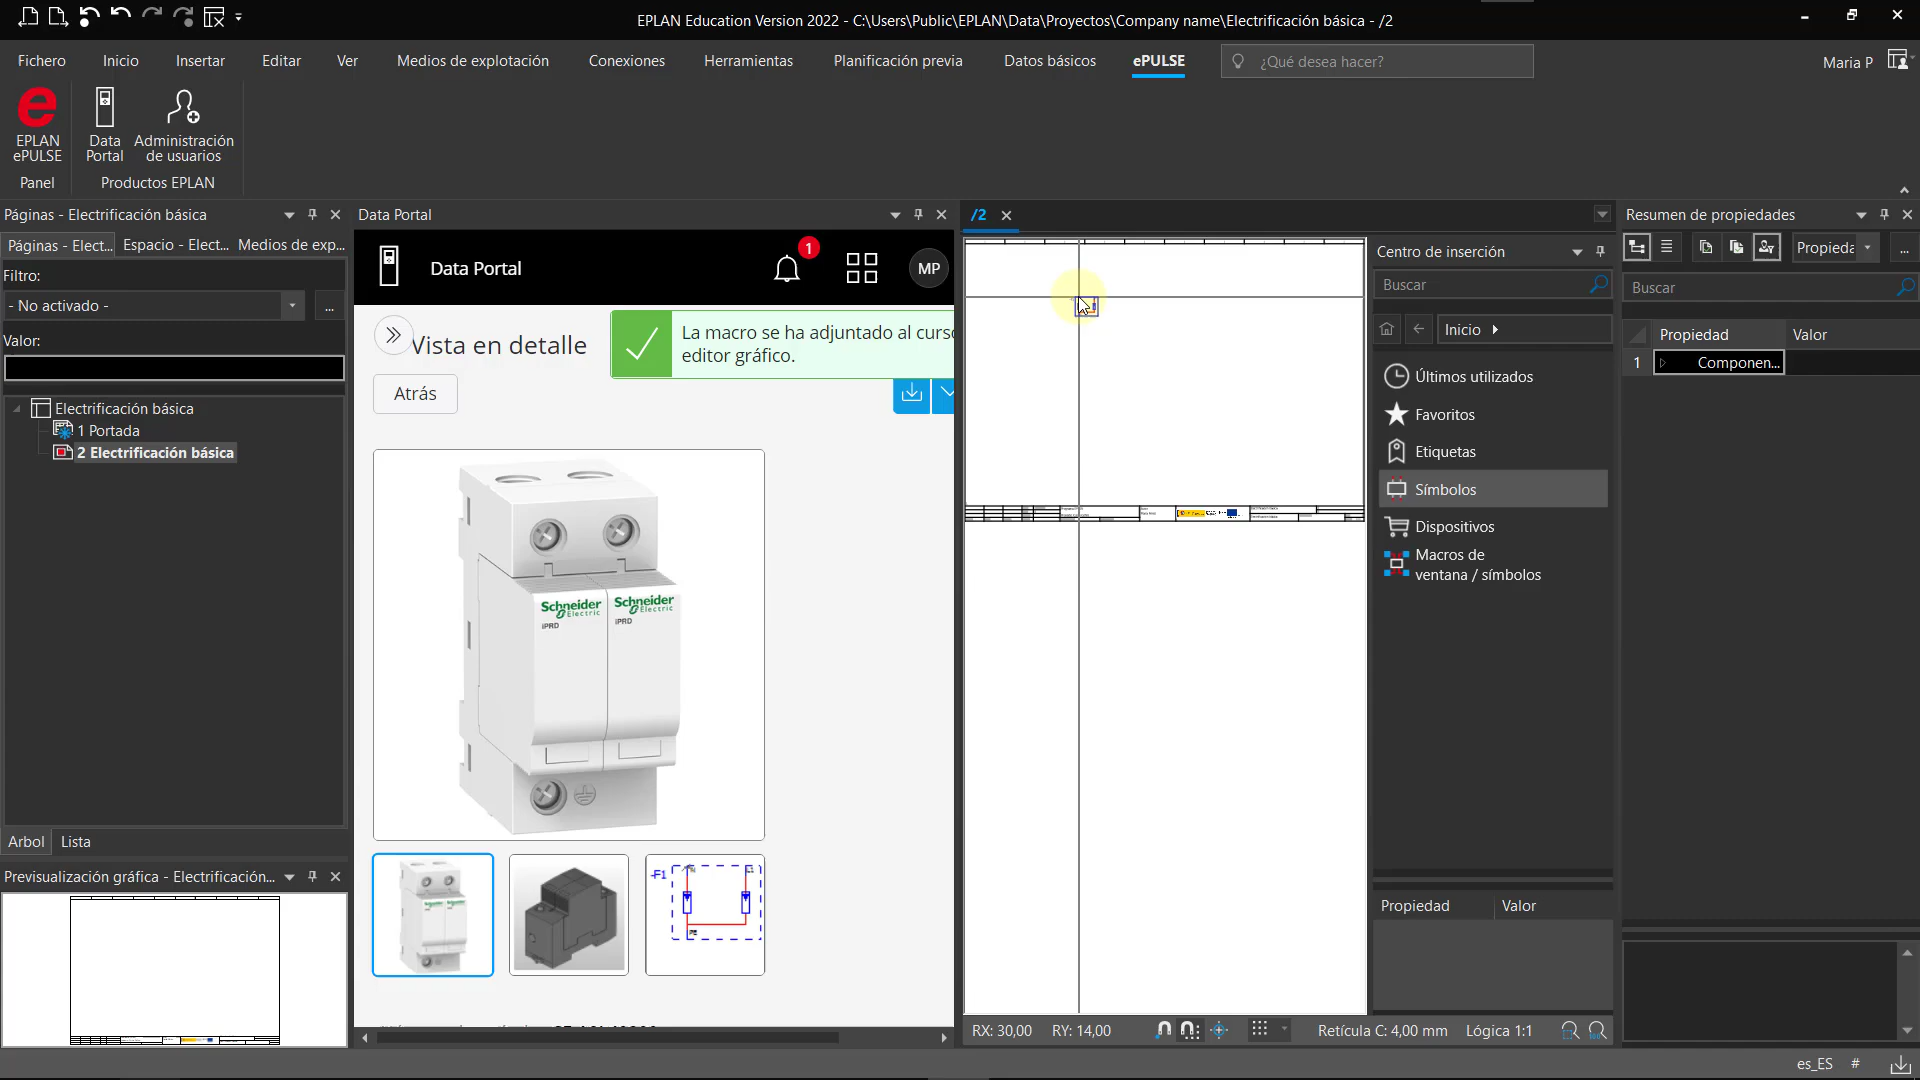 EPLAN Education Version 2022 - C:\Users\Public\EPLAN\Data\Proyectos\Company name\Electrificación básica - /2
Fichero
Inicio
Insertar
Editar
Ver
Medios de explotación
Conexiones
Herramientas
Planificación previa
Datos básicos
ePULSE
¿Qué desea hacer?
Maria P
EPLAN
ePULSE
Data
Portal
Administración
de usuarios
Panel
Productos EPLAN
Páginas - Electrificación básica
Páginas - Elect...
Espacio - Elect...
Medios de exp...
Filtro:
- No activado -
...
Valor:
Electrificación básica
1 Portada
2 Electrificación básica
Arbol
Lista
Previsualización gráfica - Electrificación...
Data Portal
Data Portal
1
MP
Vista en detalle
La macro se ha adjuntado al curso
editor gráfico.
Atrás
Schneider
Electric
iPRD
Schneider
Electric
iPRD
-F1
PE
/2
RX: 30,00
RY: 14,00
Retícula C: 4,00 mm
Lógica 1:1
Centro de inserción
Buscar
Inicio
Últimos utilizados
Favoritos
Etiquetas
Símbolos
Dispositivos
Macros de
ventana / símbolos
Propiedad
Valor
Resumen de propiedades
Propieda
...
Buscar
Propiedad
Valor
1
Componen...
es_ES
#